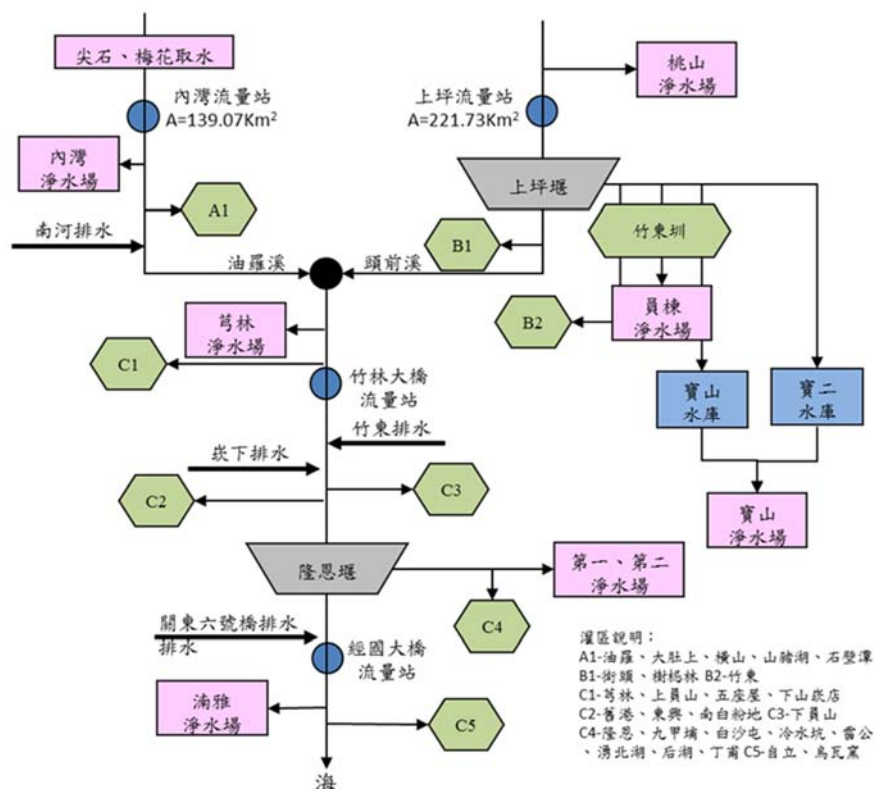 尖石、梅花取水
內灣流量站
A=139.07Km²
上坪流量站
A=221.73Km²
桃山
淨水場
內灣
淨水場
A1
上坪堰
南河排水
B1
竹東圳
油羅溪
頭前溪
芎林
淨水場
B2
員棟
淨水場
C1
竹林大橋
流量站
寶山
水庫
寶二
水庫
竹東排水
崁下排水
C2
C3
寶山
淨水場
隆恩堰
第一、第二
淨水場
C4
關東六號橋排水
排水
經國大橋
流量站
湳雅
淨水場
C5
海
灌區說明：
A1-油羅、大肚上、橫山、山豬湖、石壁潭
B1-街頭、樹杞林 B2-竹東
C1-芎林、上員山、五座屋、下山崁店
C2-舊港、東興、南白粉地 C3-下員山
C4-隆恩、九甲埔、白沙屯、冷水坑、雷公
、湧北湖、后湖、丁甫 C5-自立、烏瓦窯